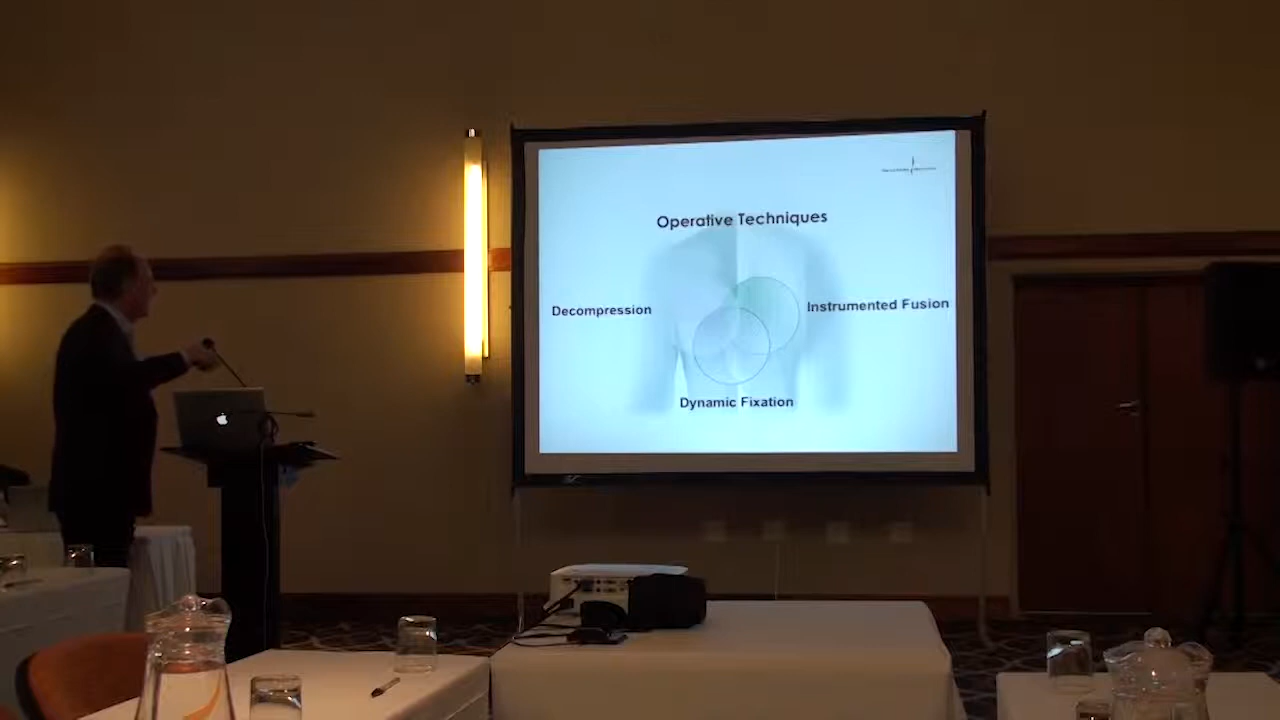 Operative Techniques
Decompression
Instrumented Fusion
Dynamic Fixation